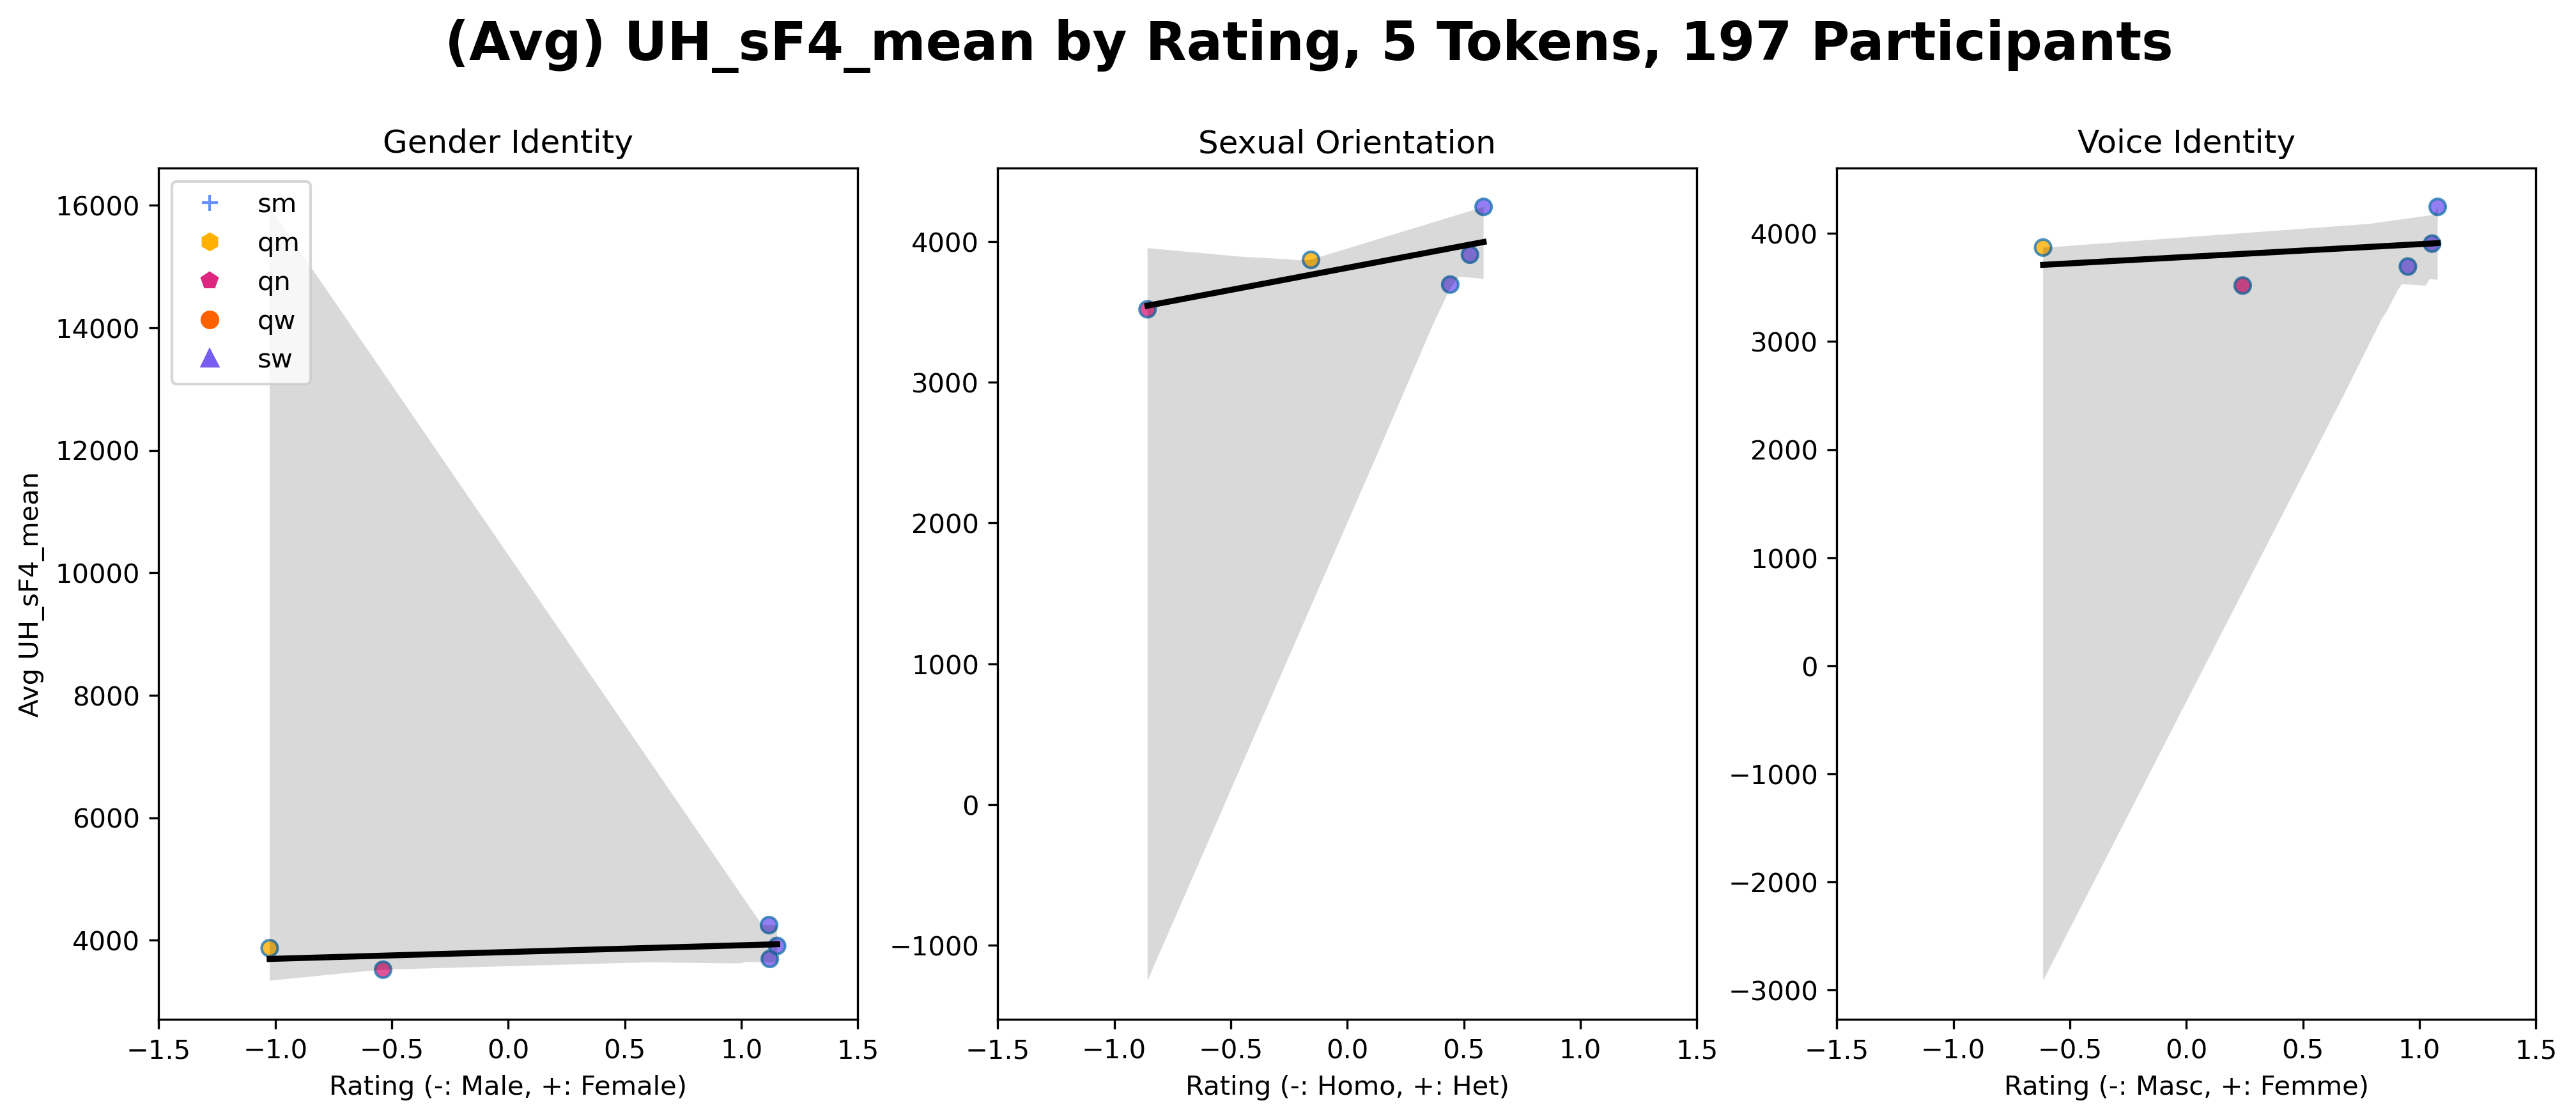 (Avg) UH_sF4_mean by Rating, 5 Tokens, 197 Participants
Gender Identity
sm
qm
qn
qw
sw
16000
14000
12000
10000
8000
6000
4000
Avg UH_sF4_mean
−1.5 −1.0 −0.5 0.0 0.5 1.0 1.5
Rating (-: Male, +: Female)
Sexual Orientation
4000
3000
2000
1000
0
−1000
−1.5 −1.0 −0.5 0.0 0.5 1.0 1.5
Rating (-: Homo, +: Het)
Voice Identity
4000
3000
2000
1000
0
−1000
−2000
−3000
−1.5 −1.0 −0.5 0.0 0.5 1.0 1.5
Rating (-: Masc, +: Femme)